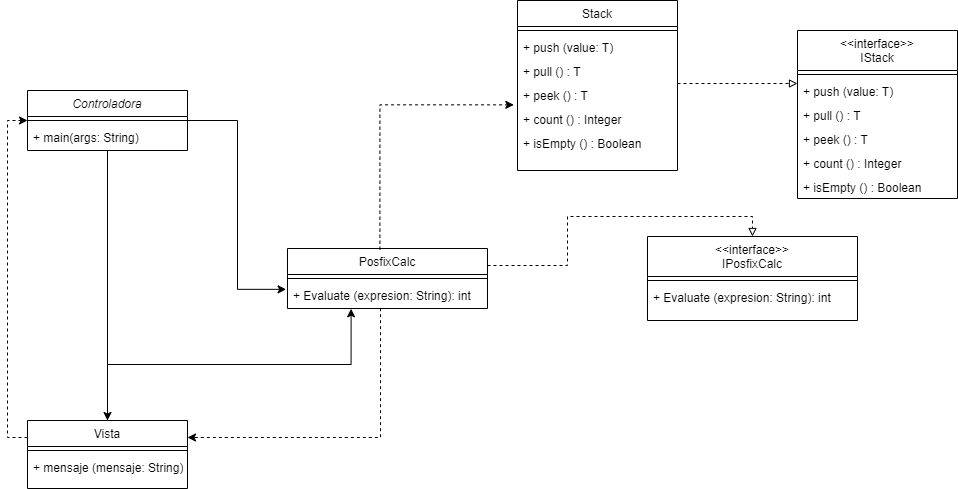 Stack
+ push (value: T)
+ pull () : T
+ peek () : T
+ count () : Integer
+ isEmpty () : Boolean
<<interface>>
IStack
+ push (value: T)
+ pull () : T
+ peek () : T
+ count () : Integer
+ isEmpty () : Boolean
Controladora
+ main(args: String)
PosfixCalc
+ Evaluate (expresion: String): int
<<interface>>
IPosfixCalc
+ Evaluate (expresion: String): int
Vista
+ mensaje (mensaje: String)